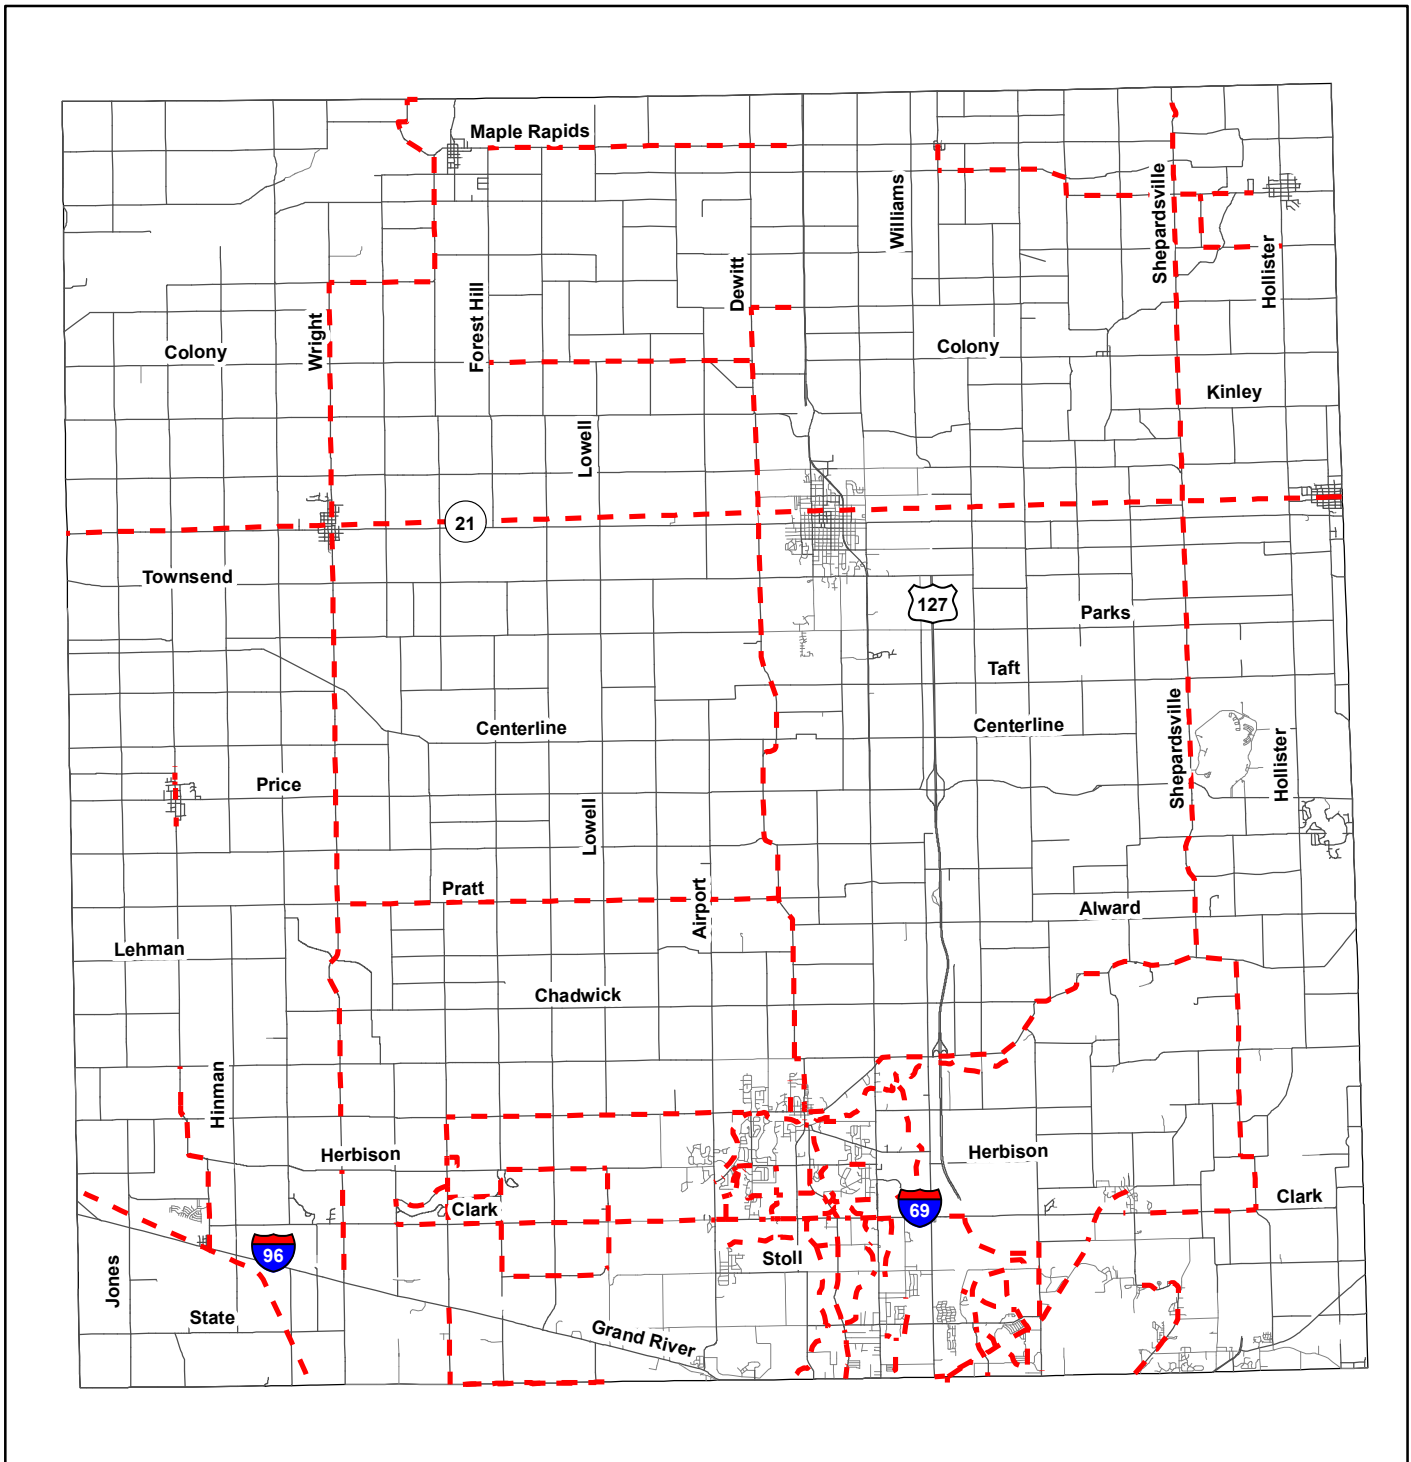 Maple Rapids
Shepardsville
Williams
Hollister
Dewitt
Forest Hill
Wright
Colony
Colony
Kinley
Lowell
21
Townsend
127
Parks
Taft
Shepardsville
Centerline
Centerline
Hollister
Price
Lowell
Pratt
Airport
Alward
Lehman
Chadwick
Hinman
Herbison
Herbison
Clark
Clark
69
96
Stoll
Jones
State
Grand River